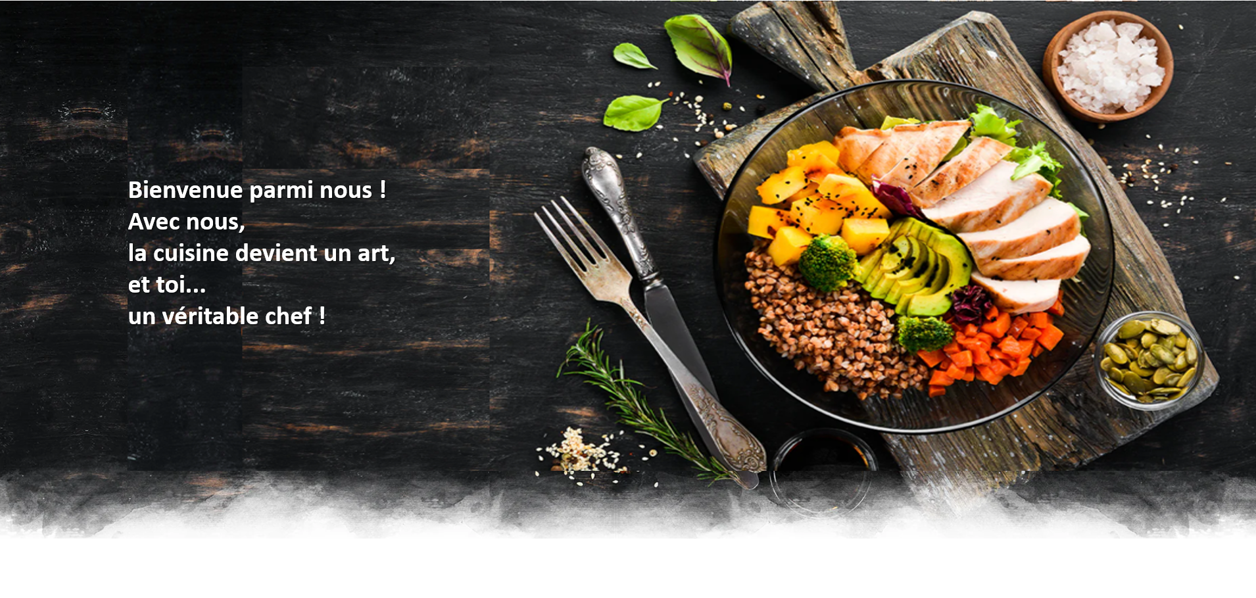 Bienvenue parmi nous !
Avec nous,
la cuisine devient un art,
et toi...
un véritable chef !